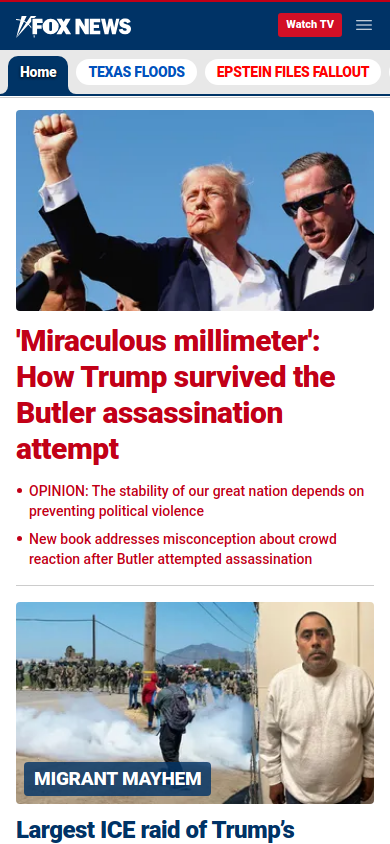 FOX NEWS
Watch TV
Home
TEXAS FLOODS
EPSTEIN FILES FALLOUT
'Miraculous millimeter':
How Trump survived the
Butler assassination
attempt
• OPINION: The stability of our great nation depends on
preventing political violence
• New book addresses misconception about crowd
reaction after Butler attempted assassination
MIGRANT MAYHEM
Largest ICE raid of Trump’s